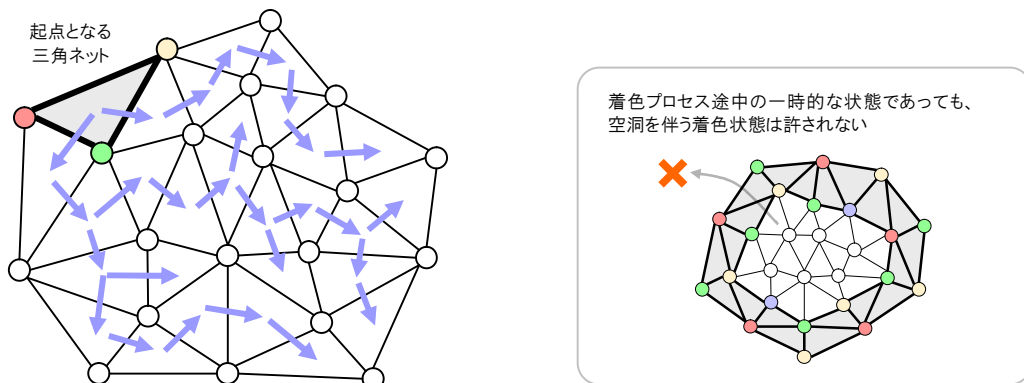 起点となる
三角ネット
着色プロセス途中の一時的な状態であっても、
空洞を伴う着色状態は許されない